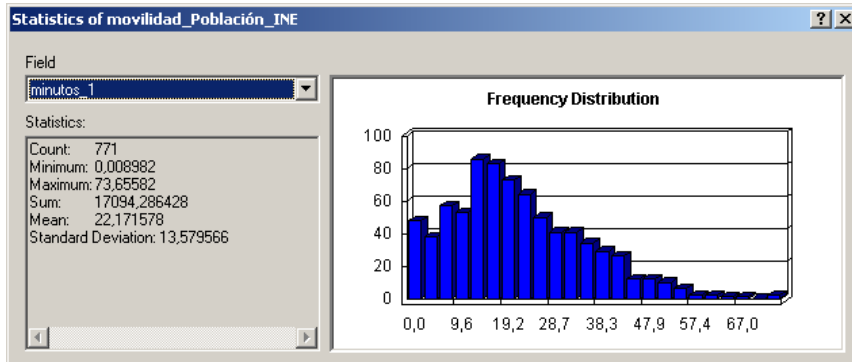 Statistics of movilidad_Población_INE
Field
minutos_1
Statistics:
Count: 771
Minimum: 0,008982
Maximum: 73,65582
Sum: 17094,286428
Mean: 22,171578
Standard Deviation: 13,579566
Frequency Distribution
100
80
60
40
20
0
0,0 9,6 19,2 28,7 38,3 47,9 57,4 67,0